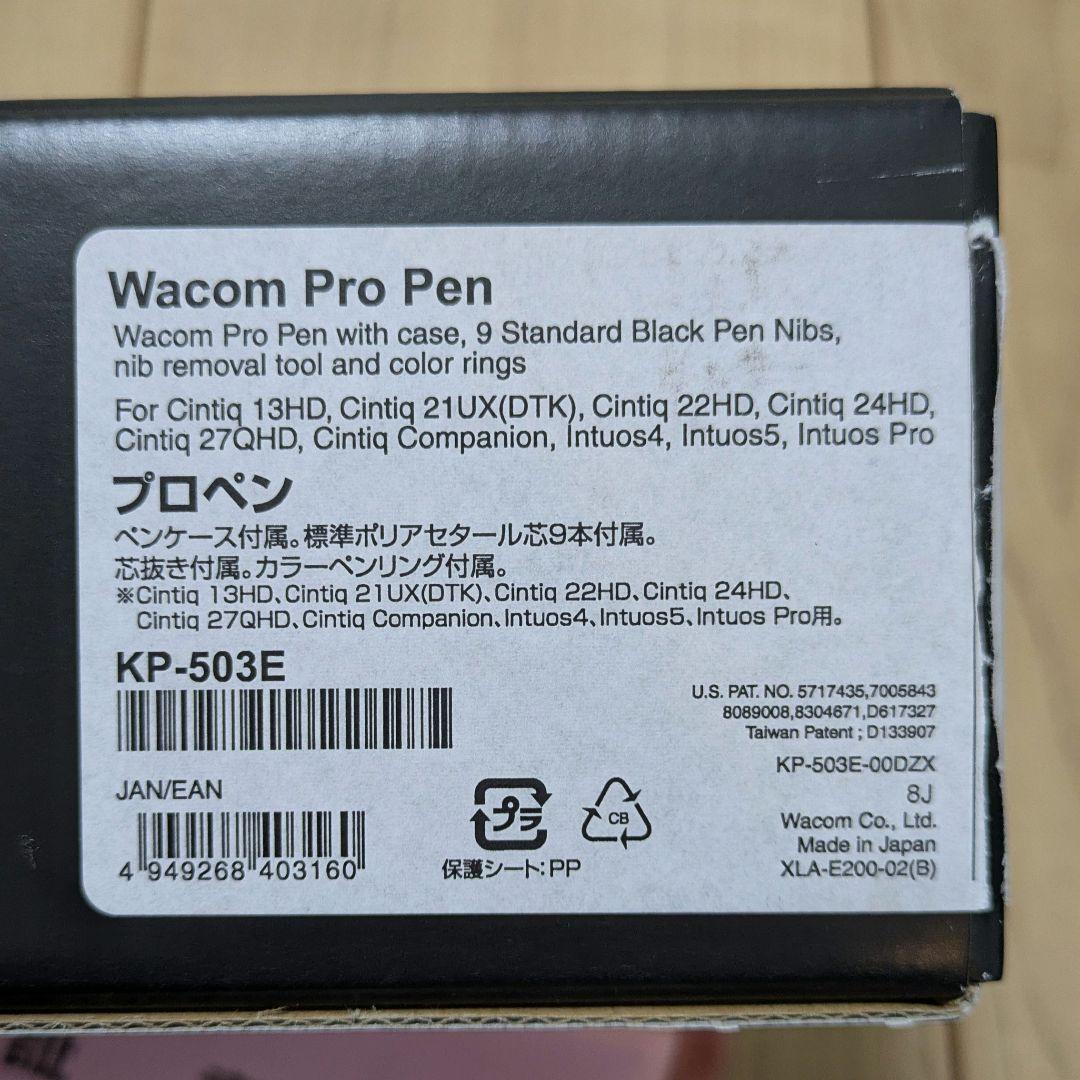 Wacom Pro Pen
Wacom Pro Pen with case, 9 Standard Black Pen Nibs,
nib removal tool and color rings
For Cintiq 13HD, Cintiq 21UX(DTK), Cintiq 22HD, Cintiq 24HD,
Cintiq 27QHD, Cintiq Companion, Intuos4, Intuos5, Intuos Pro
プロペン
ペンケース付属。標準ポリアセタール芯9本付属。
芯抜き付属。カラーペンリング付属。
※Cintiq 13HD、Cintiq 21UX(DTK)、Cintiq 22HD、Cintiq 24HD、
Cintiq 27QHD、Cintiq Companion、Intuos4、Intuos5、Intuos Pro用。
KP-503E
U.S. PAT. NO. 5717435,7005843
8089008,8304671,D617327
Taiwan Patent ; D133907
KP-503E-00DZX
8J
Wacom Co., Ltd.
Made in Japan
XLA-E200-02(B)
JAN/EAN
4 949268 403160
プラ
保護シート:PP
CB